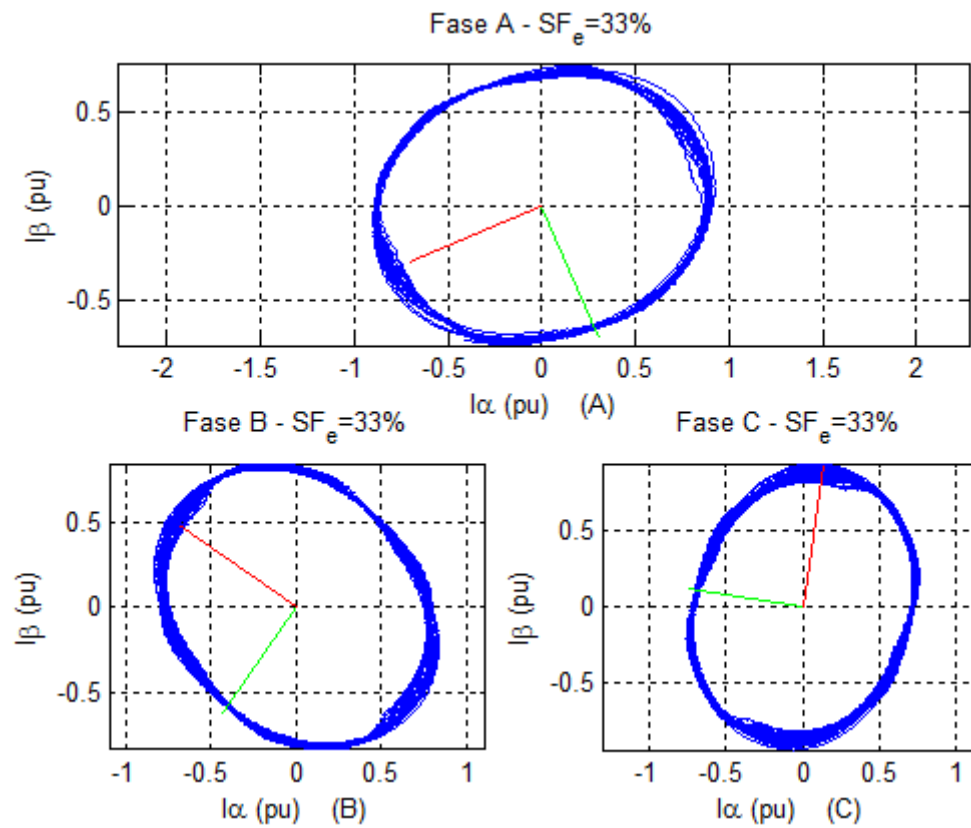 Fase A - SFe=33%
0.5
0
-0.5
Iβ (pu)
-2 -1.5 -1 -0.5 0 0.5 1 1.5 2
Iα (pu) (A)
Fase B - SFe=33%
0.5
0
-0.5
Iβ (pu)
-1 -0.5 0 0.5 1
Iα (pu) (B)
Fase C - SFe=33%
0.5
0
-0.5
Iβ (pu)
-1 -0.5 0 0.5 1
Iα (pu) (C)